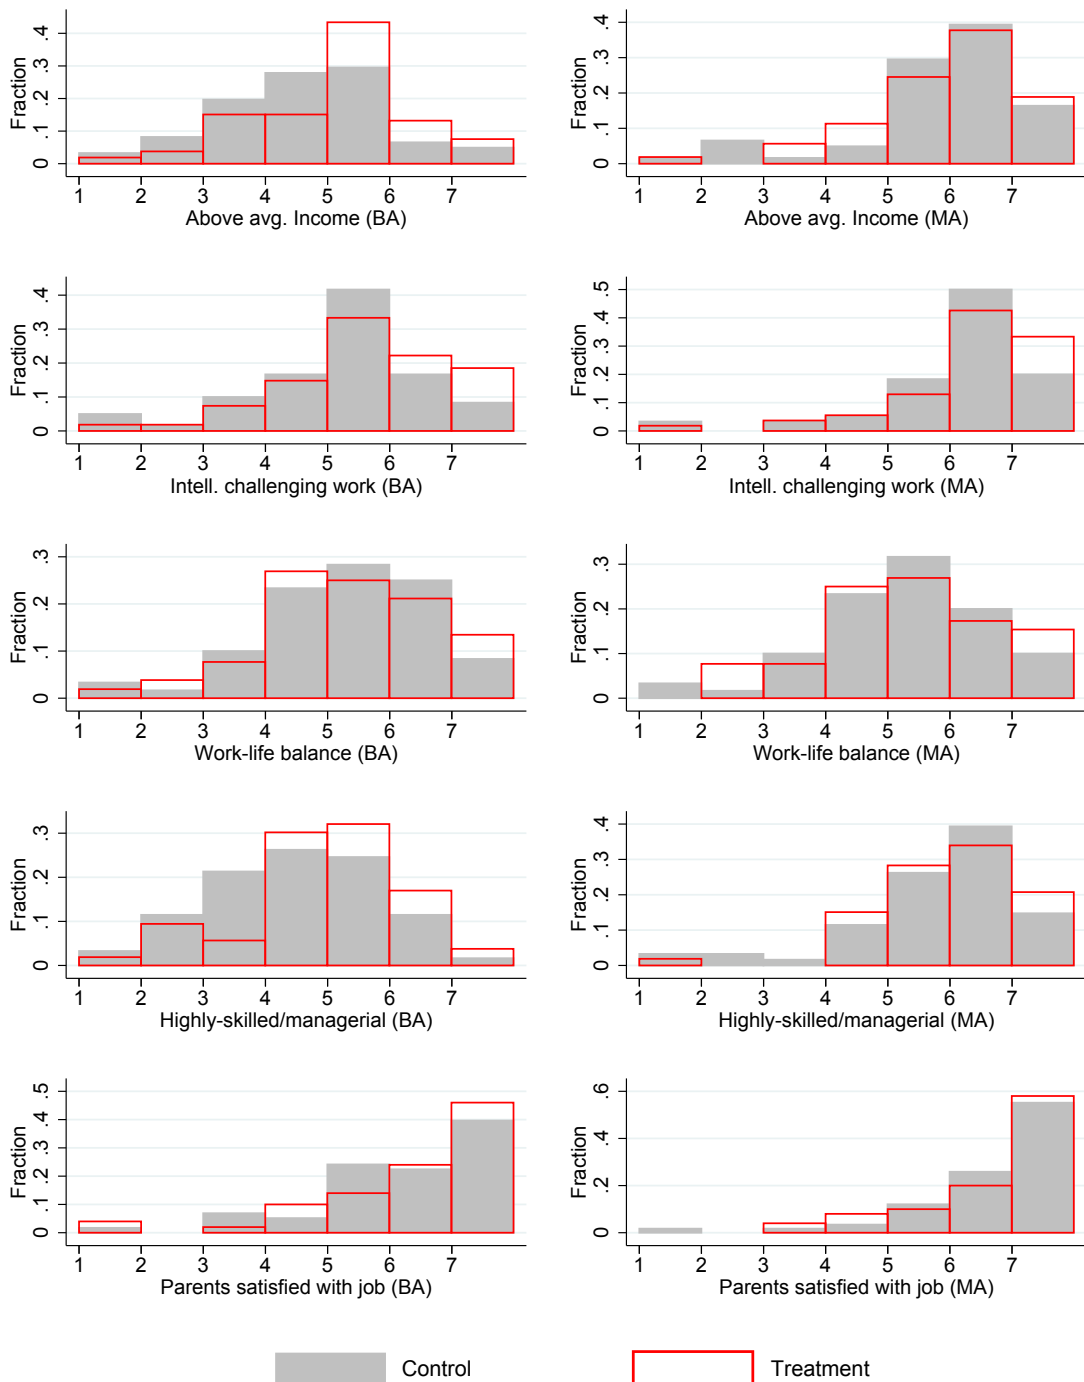 Fraction
0 .1 .2 .3 .4
1 2 3 4 5 6 7
Above avg. Income (BA)
Fraction
0 .1 .2 .3 .4
1 2 3 4 5 6 7
Above avg. Income (MA)
Fraction
0 .1 .2 .3 .4
1 2 3 4 5 6 7
Intell. challenging work (BA)
Fraction
0 .1 .2 .3 .4 .5
1 2 3 4 5 6 7
Intell. challenging work (MA)
Fraction
0 .1 .2 .3
1 2 3 4 5 6 7
Work-life balance (BA)
Fraction
0 .1 .2 .3
1 2 3 4 5 6 7
Work-life balance (MA)
Fraction
0 .1 .2 .3
1 2 3 4 5 6 7
Highly-skilled/managerial (BA)
Fraction
0 .1 .2 .3 .4
1 2 3 4 5 6 7
Highly-skilled/managerial (MA)
Fraction
0 .1 .2 .3 .4 .5
1 2 3 4 5 6 7
Parents satisfied with job (BA)
Fraction
0 .2 .4 .6
1 2 3 4 5 6 7
Parents satisfied with job (MA)
Control
Treatment